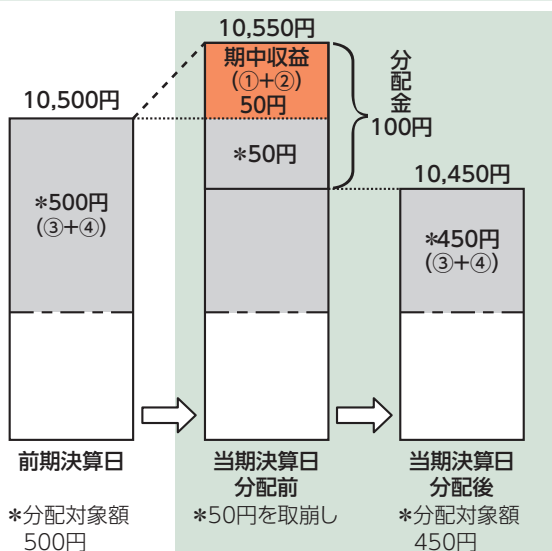 10,500円
*500円
(③+④)
前期決算日
*分配対象額
500円
10,550円
期中収益
(①+②)
50円
*50円
分配金
100円
当期決算日
分配前
*50円を取崩し
10,450円
*450円
(③+④)
当期決算日
分配後
*分配対象額
450円